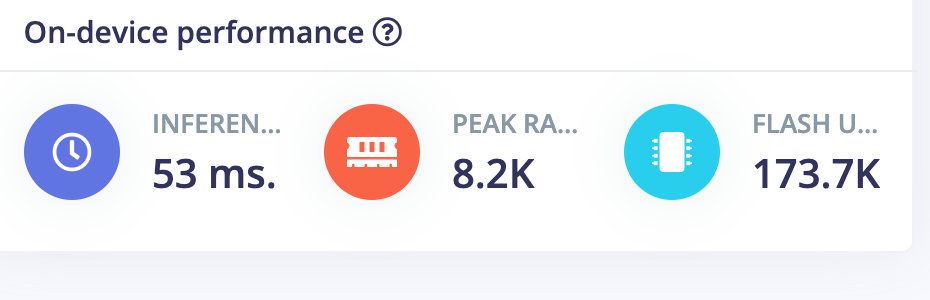 On-device performance ?
INFEREN...
53 ms.
PEAK RA...
8.2K
FLASH U...
173.7K